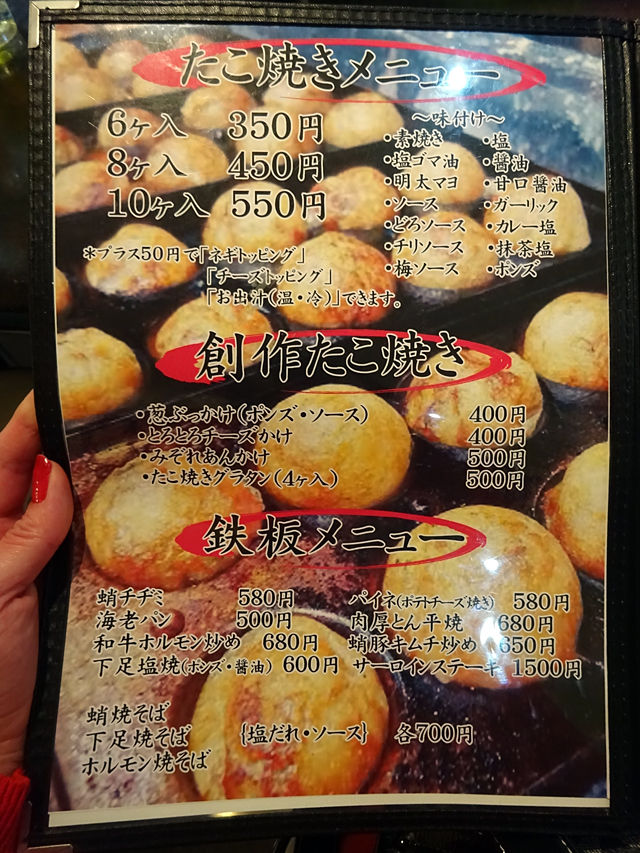 たこ焼きメニュー
6ヶ入 350円
8ヶ入 450円
10ヶ入 550円
～味付け～
・素焼き ・塩
・塩ゴマ油 ・醤油
・明太マヨ ・甘口醤油
・ソース ・ガーリック
・どろソース ・カレー塩
・チリソース ・抹茶塩
・梅ソース ・ポンズ
＊プラス50円で「ネギトッピング」
「チーズトッピング」
「お出汁(温・冷)」できます。
創作たこ焼き
・葱ぶっかけ(ポンズ・ソース) 400円
・とろとろチーズかけ 400円
・みぞれあんかけ 500円
・たこ焼きグラタン(4ヶ入) 500円
鉄板メニュー
蛸チヂミ 580円 パイネ(ポテトチーズ焼き) 580円
海老パン 500円 肉厚とん平焼 680円
和牛ホルモン炒め 680円 蛸豚キムチ炒め 650円
下足塩焼(ポンズ・醤油) 600円 サーロインステーキ 1500円
蛸焼そば
下足焼そば {塩だれ・ソース} 各700円
ホルモン焼そば